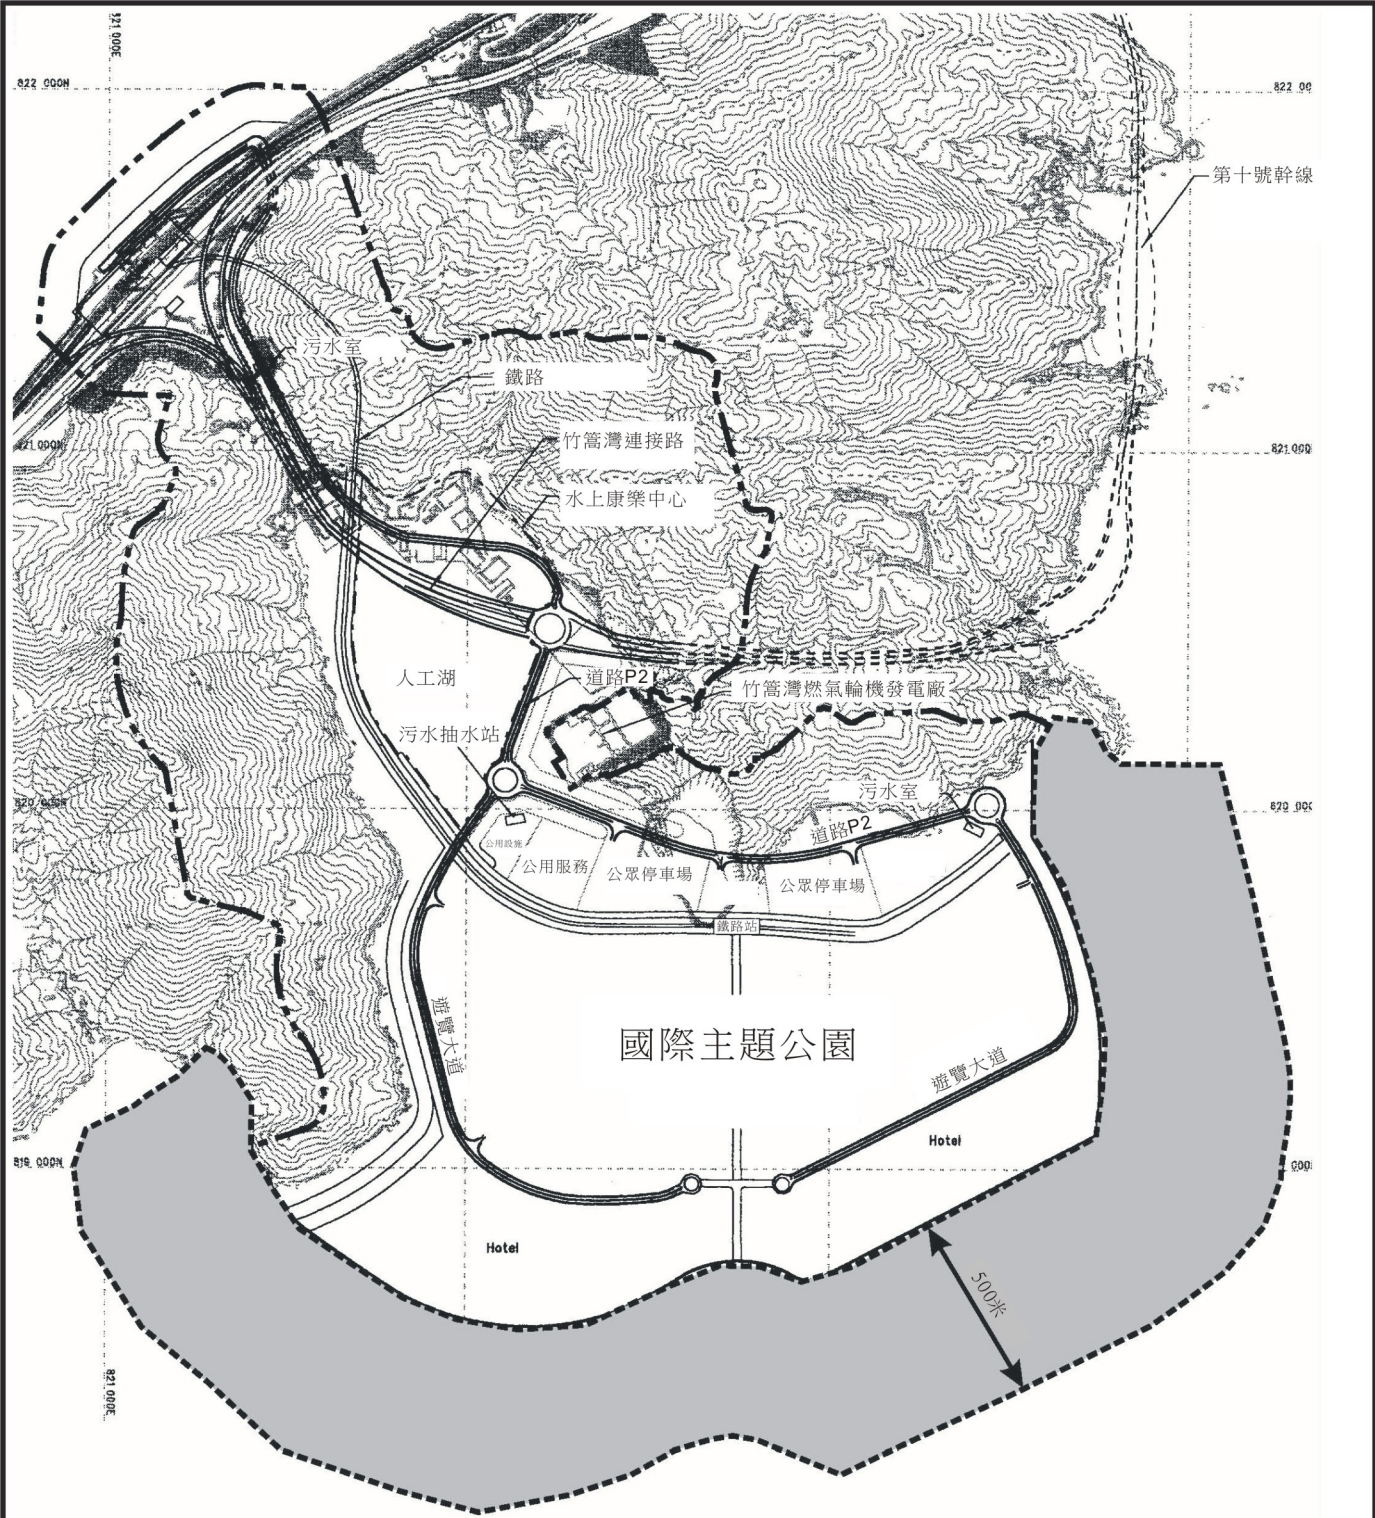 821 000E
822 000N
822 00
第十號幹線
污水室
鐵路
821 000N
竹篙灣連接路
821 000
水上康樂中心
人工湖
道路P2
竹篙灣燃氣輪機發電廠
污水抽水站
污水室
820 000N
820 000
道路P2
公用設施
公用服務
公眾停車場
公眾停車場
鐵路站
遊覽大道
國際主題公園
遊覽大道
Hotel
819 000N
000
Hotel
500米
821 000E